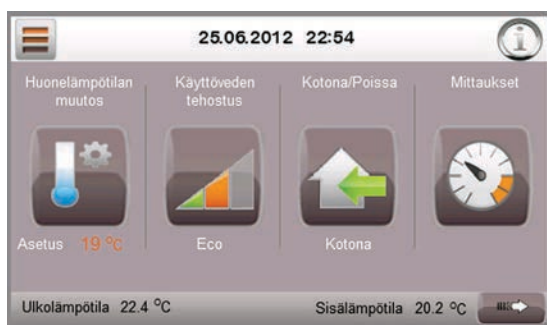 25.06.2012 22:54
Huonelämpötilan
muutos
Käyttöveden
tehostus
Kotona/Poissa
Mittaukset
Asetus 19 °C
Eco
Kotona
Ulkolämpötila 22.4 °C
Sisälämpötila 20.2 °C